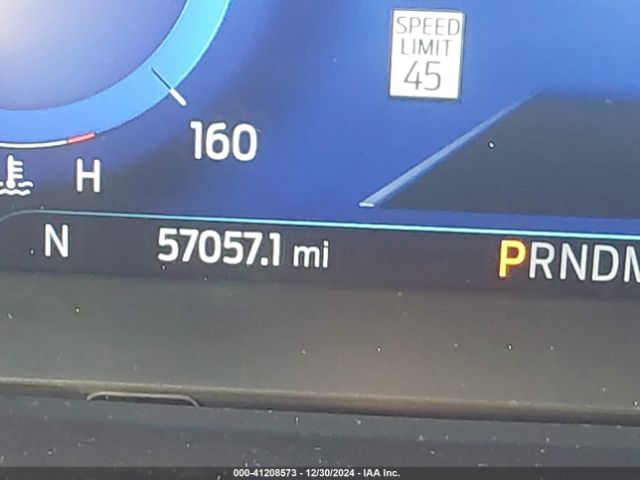 SPEED
LIMIT
45
160
H
N 57057.1 mi PRNDM
000-41208573 - 12/30/2024 - IAA Inc.